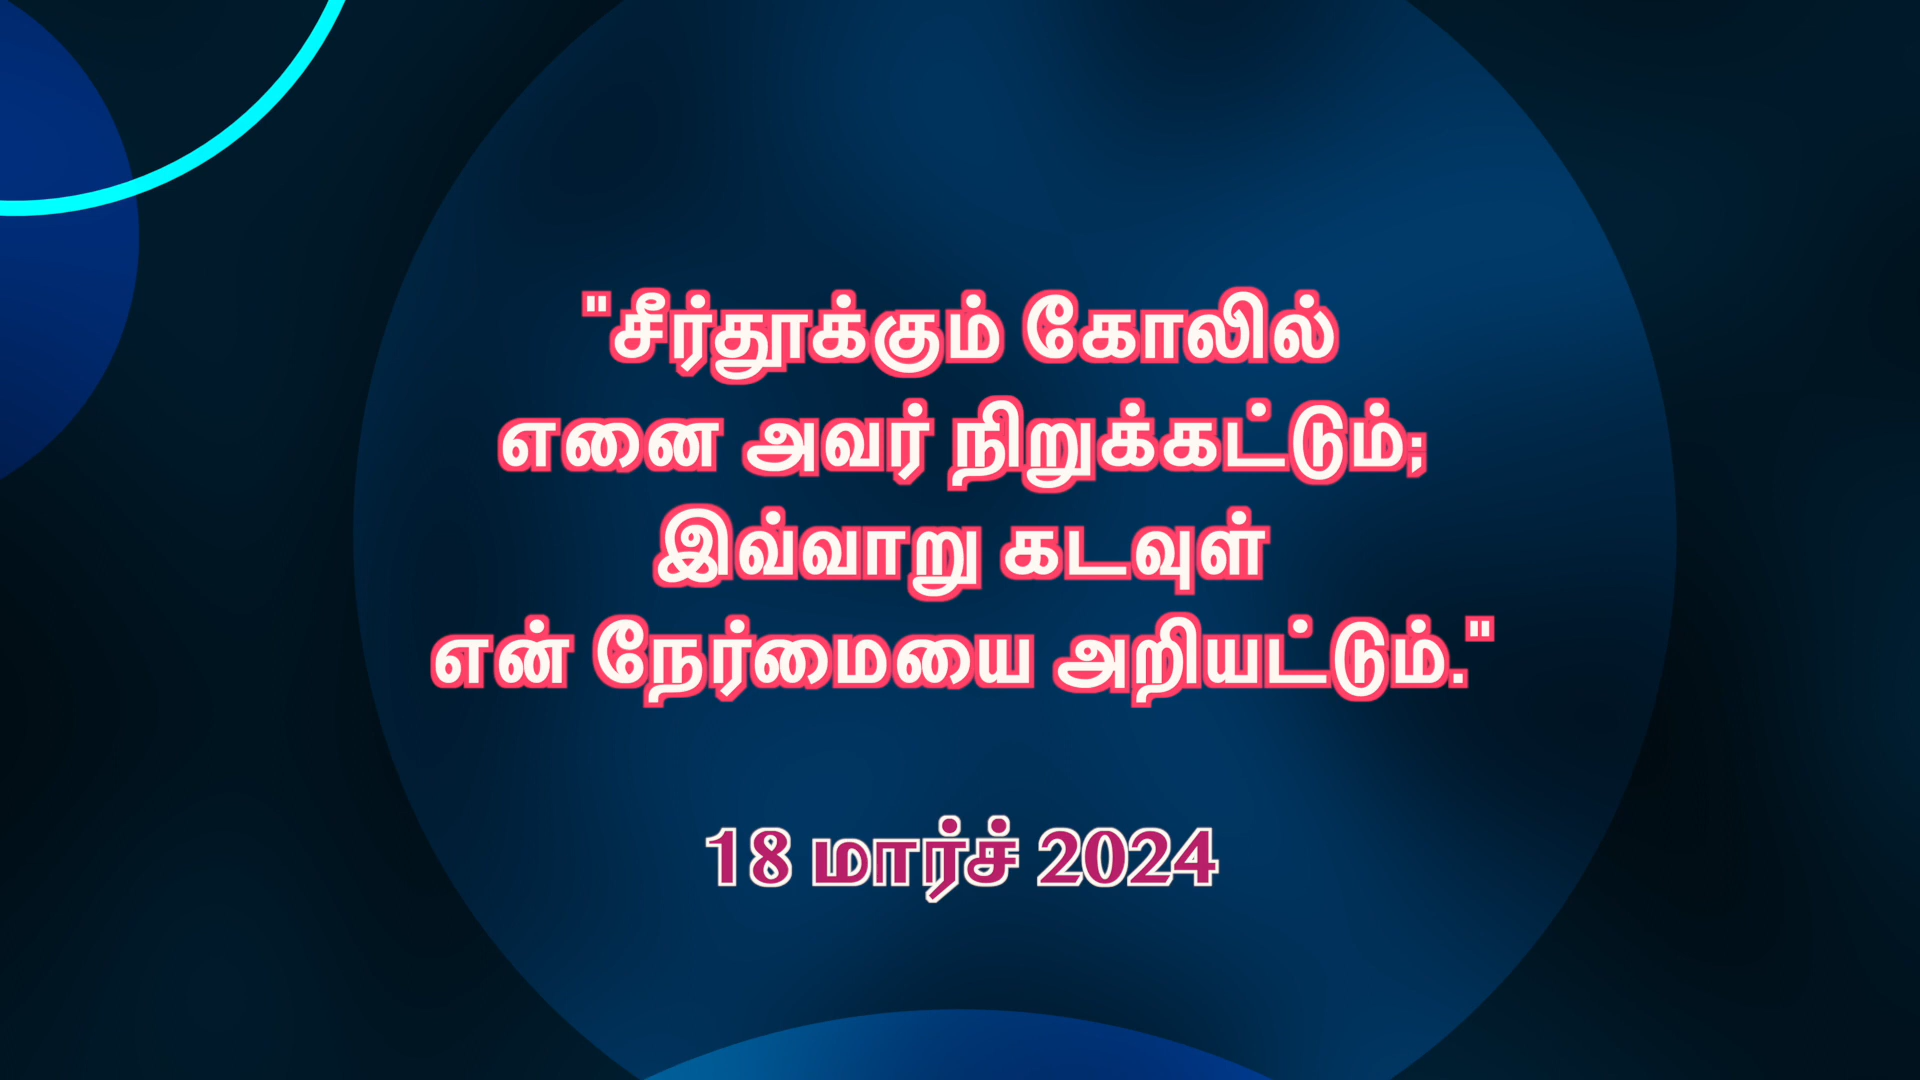 "சீர்தூக்கும் கோலில்
எனை அவர் நிறுக்கட்டும்;
இவ்வாறு கடவுள்
என் நேர்மையை அறியட்டும்."
18 மார்ச் 2024